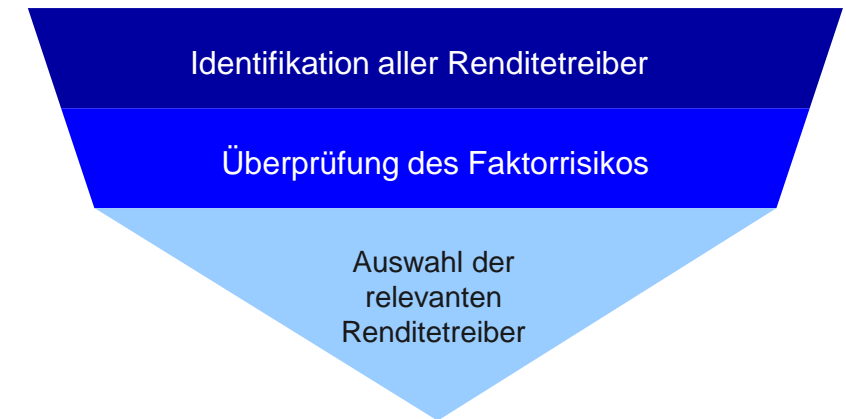 Identifikation aller Renditetreiber
Überprüfung des Faktorrisikos
Auswahl der
relevanten
Renditetreiber